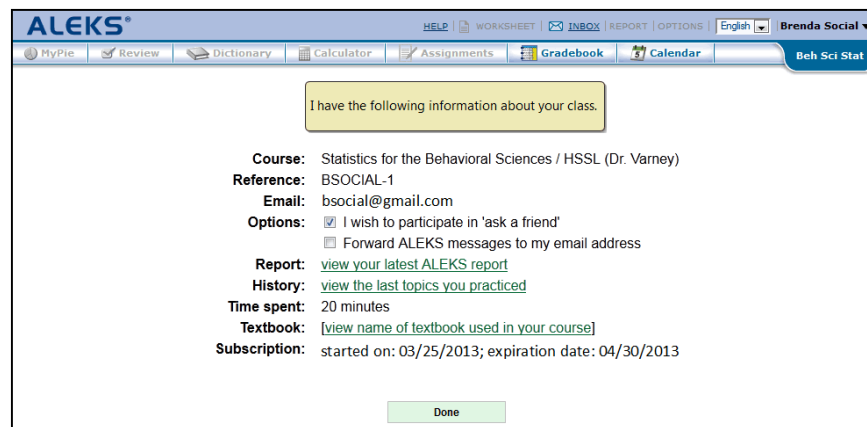 ALEKS®
HELP | WORKSHEET | INBOX | REPORT | OPTIONS | English | Brenda Social
MyPie Review Dictionary Calculator Assignments Gradebook Calendar Beh Sci Stat
I have the following information about your class.
Course: Statistics for the Behavioral Sciences / HSSL (Dr. Varney)
Reference: BSOCIAL-1
Email: bsocial@gmail.com
Options: I wish to participate in 'ask a friend'
Forward ALEKS messages to my email address
Report: view your latest ALEKS report
History: view the last topics you practiced
Time spent: 20 minutes
Textbook: [view name of textbook used in your course]
Subscription: started on: 03/25/2013; expiration date: 04/30/2013
Done